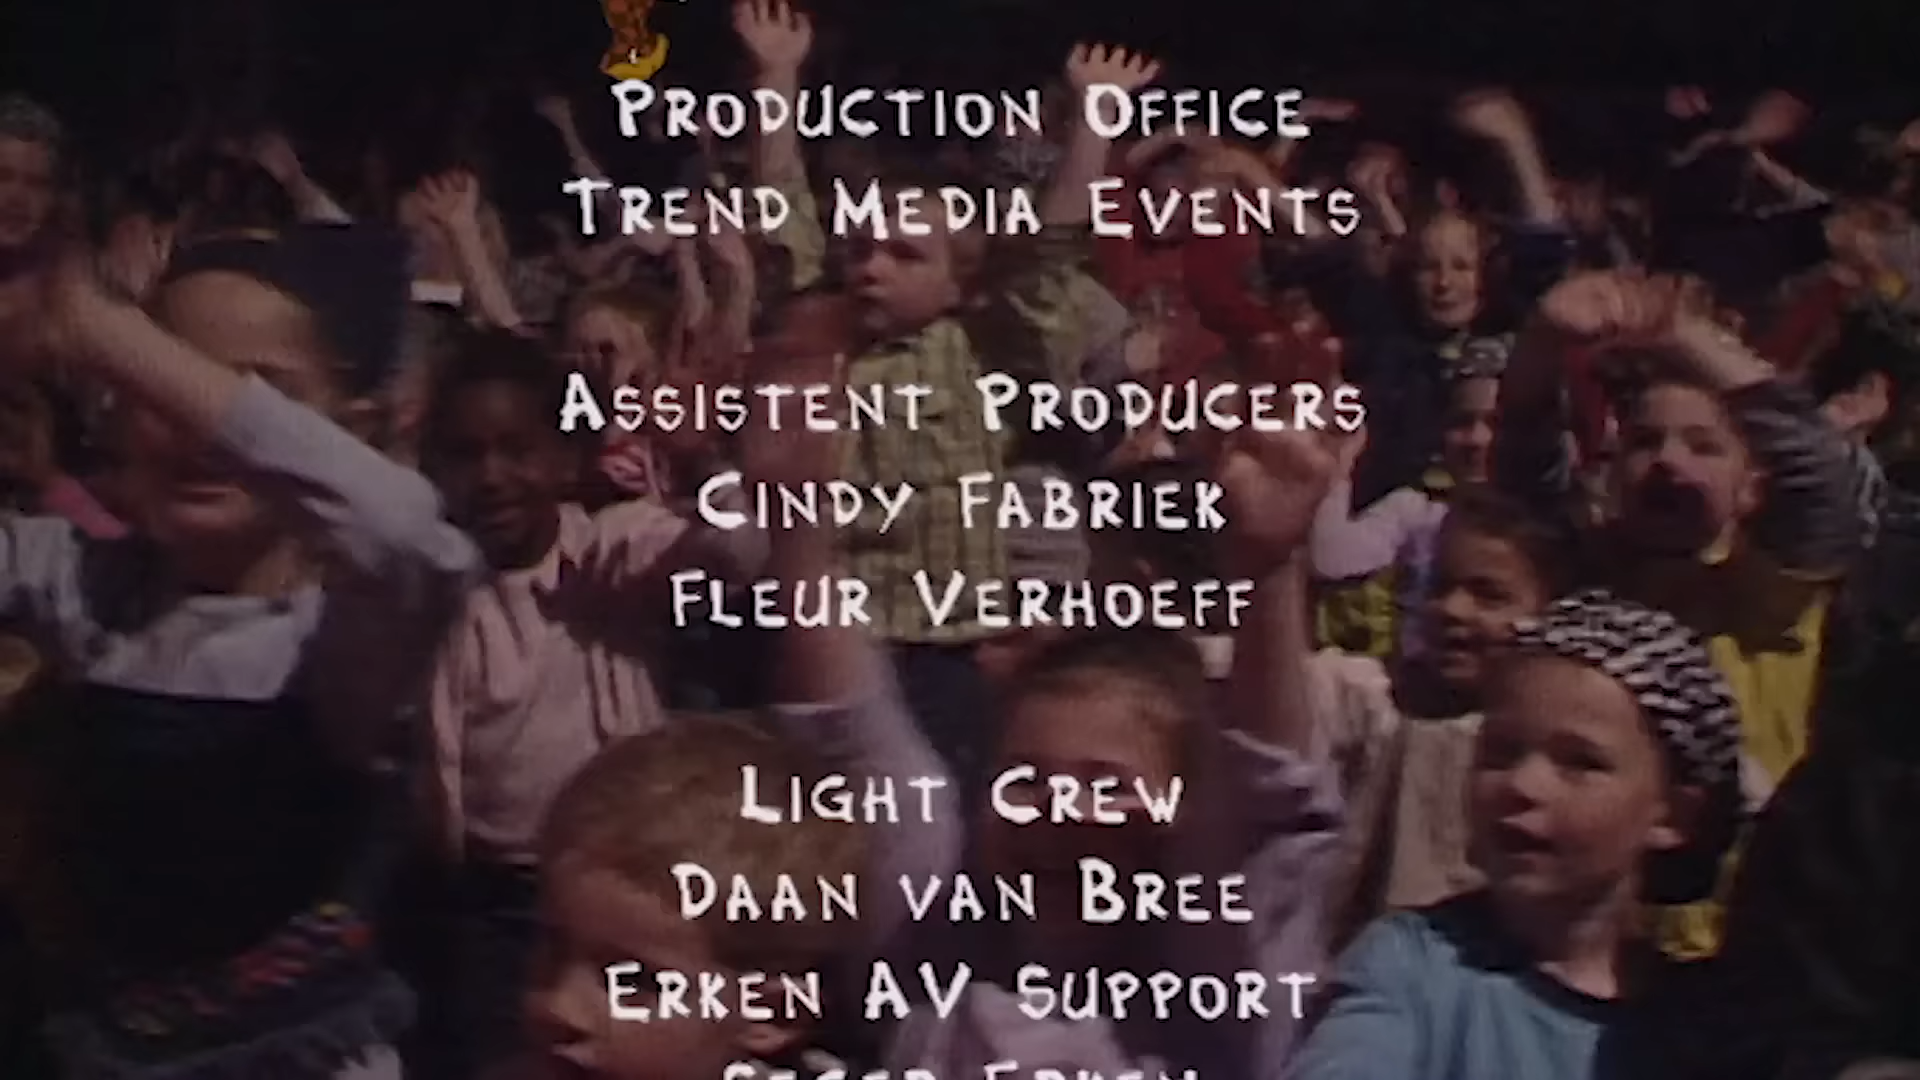 Production Office
Trend Media Events
Assistent Producers
Cindy Fabriek
Fleur Verhoeff
Light Crew
Daan van Bree
Erken AV Support